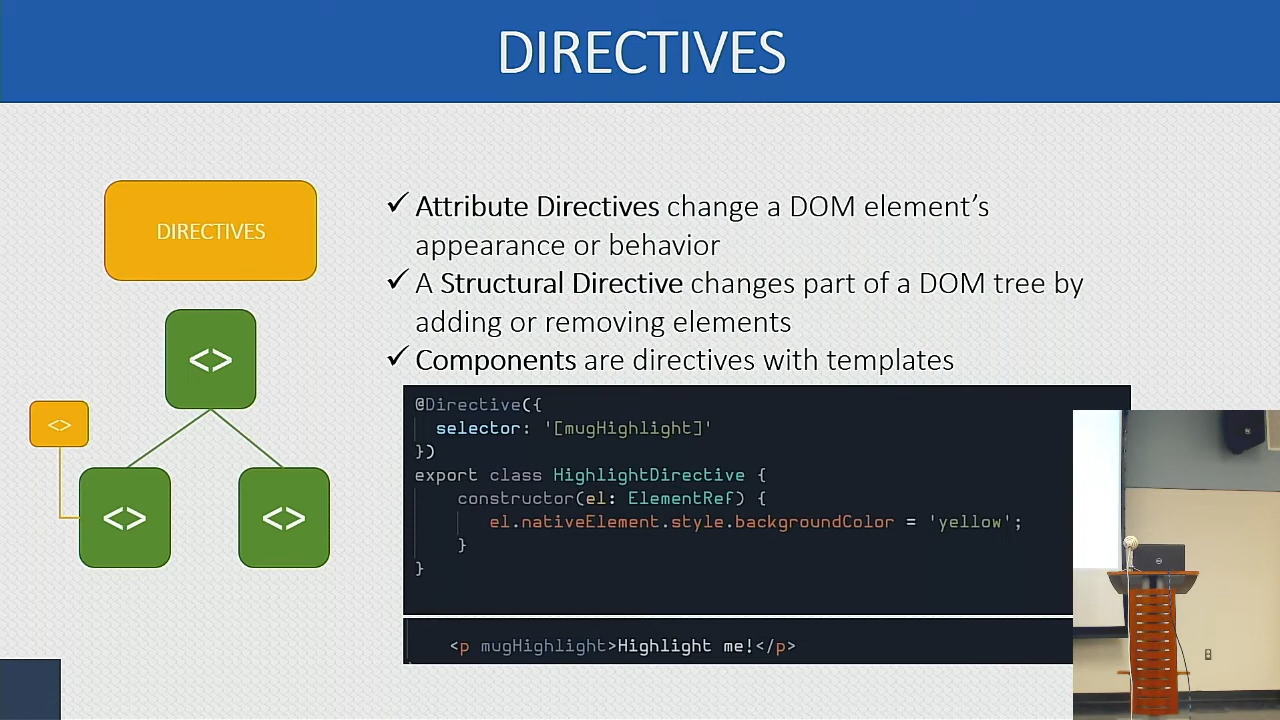 DIRECTIVES
DIRECTIVES
<>
<>
<>
<>
✓ Attribute Directives change a DOM element’s
appearance or behavior
✓ A Structural Directive changes part of a DOM tree by
adding or removing elements
✓ Components are directives with templates
@Directive({
selector: '[mugHighlight]'
})
export class HighlightDirective {
constructor(el: ElementRef) {
el.nativeElement.style.backgroundColor = 'yellow';
}
}
<p mugHighlight>Highlight me!</p>